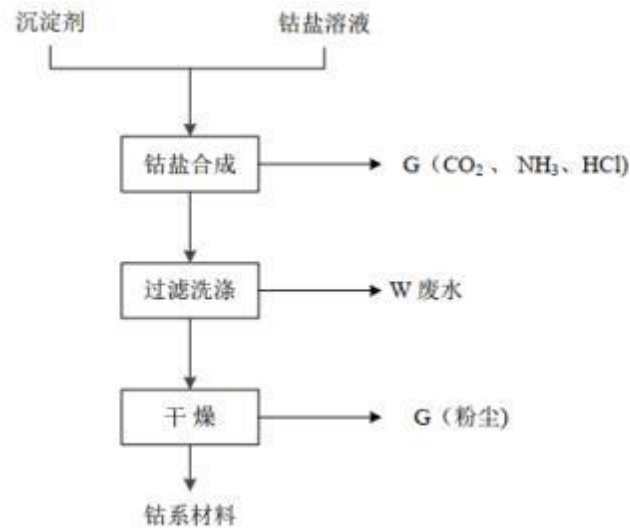 沉淀剂 钴盐溶液
钴盐合成 G（CO₂、NH₃、HCl)
过滤洗涤 W 废水
干燥 G（粉尘)
钴系材料